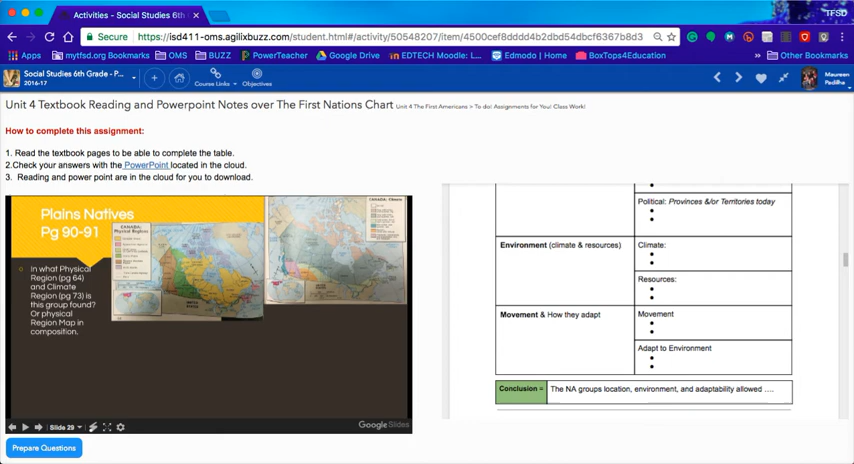 Activities - Social Studies 6th
TFSD
Secure https://isd411-oms.agilixbuzz.com/student.html#/activity/50548207/item/4500cef8dddd4b2dbd54dbcf6367b8d3
Apps mytfsd.org Bookmarks OMS BUZZ PowerTeacher Google Drive EDTECH Moodle: L... Edmodo | Home BoxTops4Education » Other Bookmarks
Social Studies 6th Grade - P...
2016-17
Course Links Objectives
Maureen
Padilha
Unit 4 Textbook Reading and Powerpoint Notes over The First Nations Chart Unit 4 The First Americans > To do! Assignments for You! Class Work!
How to complete this assignment:
1. Read the textbook pages to be able to complete the table.
2.Check your answers with the PowerPoint located in the cloud.
3. Reading and power point are in the cloud for you to download.
Plains Natives
Pg 90-91
CANADA:
Physical Regions
CANADA: Climate
In what Physical
Region (pg 64)
and Climate
Region (pg 73) is
this group found?
Or physical
Region Map in
composition.
Slide 29
Google Slides
Prepare Questions
Political: Provinces &/or Territories today
Environment (climate & resources)
Climate:
Resources:
Movement & How they adapt
Movement
Adapt to Environment
Conclusion =
The NA groups location, environment, and adaptability allowed ....